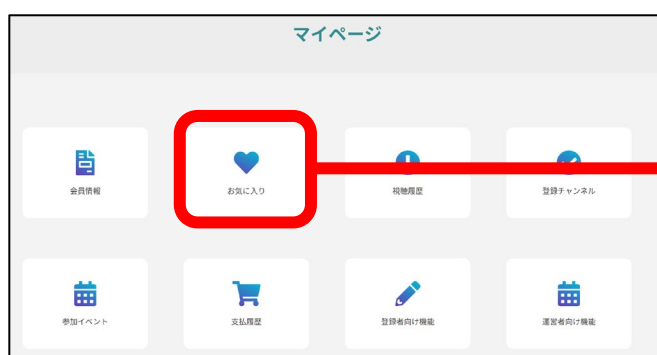 マイページ
会員情報
お気に入り
視聴履歴
登録チャンネル
参加イベント
支払履歴
登録者向け機能
運営者向け機能